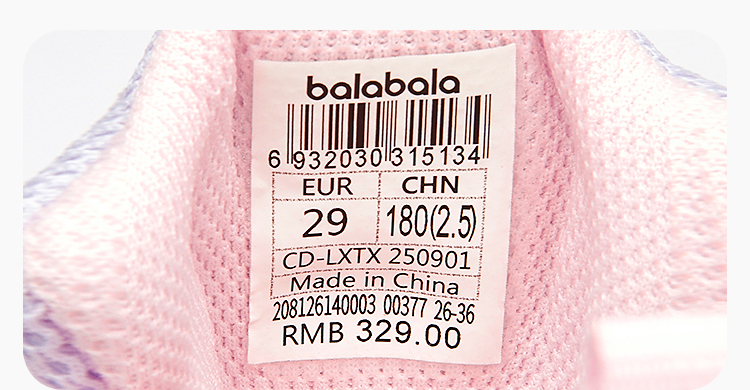 balabala
6 932030 315134
EUR CHN
29 180(2.5)
CD-LXTX 250901
Made in China
208126140003 00377 26-36
RMB 329.00